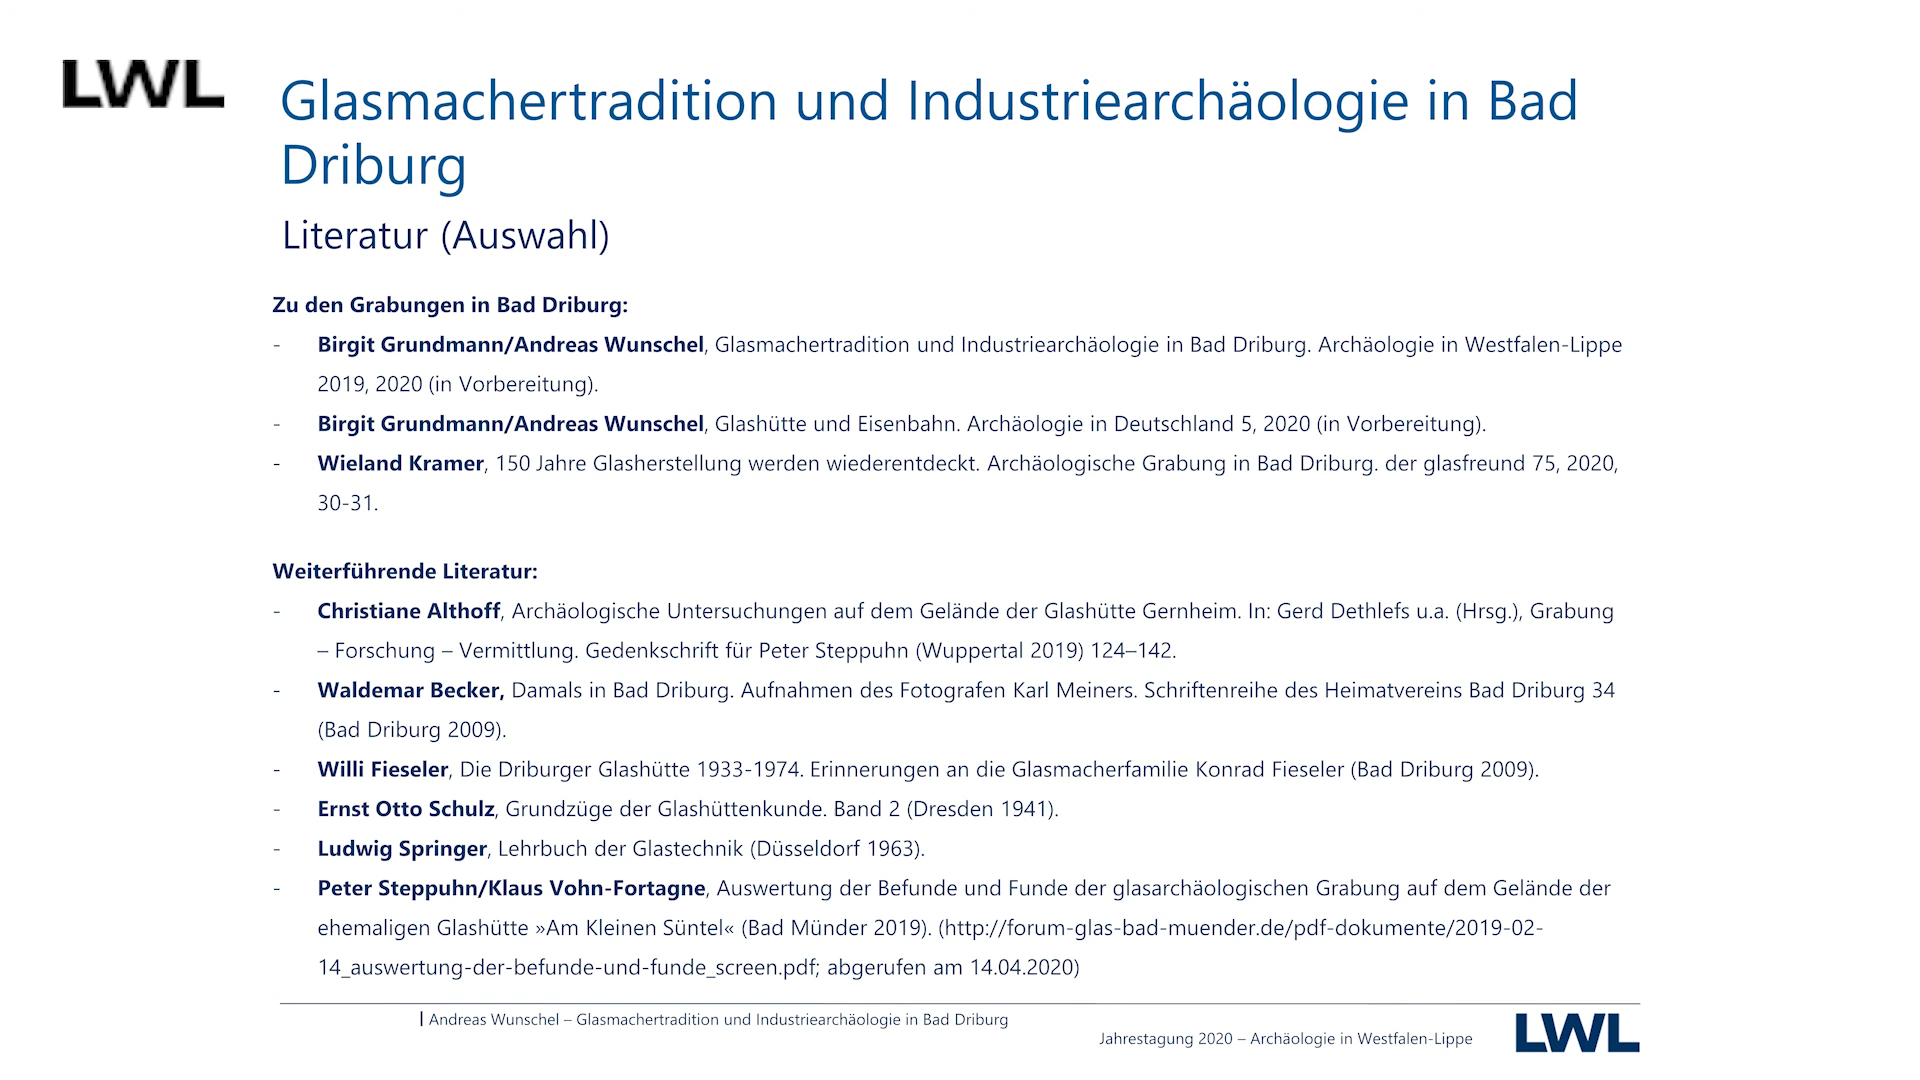 LWL
Glasmachertradition und Industriearchäologie in Bad
Driburg
Literatur (Auswahl)
Zu den Grabungen in Bad Driburg:
- Birgit Grundmann/Andreas Wunschel, Glasmachertradition und Industriearchäologie in Bad Driburg. Archäologie in Westfalen-Lippe
2019, 2020 (in Vorbereitung).
- Birgit Grundmann/Andreas Wunschel, Glashütte und Eisenbahn. Archäologie in Deutschland 5, 2020 (in Vorbereitung).
- Wieland Kramer, 150 Jahre Glasherstellung werden wiederentdeckt. Archäologische Grabung in Bad Driburg. der glasfreund 75, 2020,
30-31.
Weiterführende Literatur:
- Christiane Althoff, Archäologische Untersuchungen auf dem Gelände der Glashütte Gernheim. In: Gerd Dethlefs u.a. (Hrsg.), Grabung
– Forschung – Vermittlung. Gedenkschrift für Peter Steppuhn (Wuppertal 2019) 124–142.
- Waldemar Becker, Damals in Bad Driburg. Aufnahmen des Fotografen Karl Meiners. Schriftenreihe des Heimatvereins Bad Driburg 34
(Bad Driburg 2009).
- Willi Fieseler, Die Driburger Glashütte 1933-1974. Erinnerungen an die Glasmacherfamilie Konrad Fieseler (Bad Driburg 2009).
- Ernst Otto Schulz, Grundzüge der Glashüttenkunde. Band 2 (Dresden 1941).
- Ludwig Springer, Lehrbuch der Glastechnik (Düsseldorf 1963).
- Peter Steppuhn/Klaus Vohn-Fortagne, Auswertung der Befunde und Funde der glasarchäologischen Grabung auf dem Gelände der
ehemaligen Glashütte »Am Kleinen Süntel« (Bad Münder 2019). (http://forum-glas-bad-muender.de/pdf-dokumente/2019-02-
14_auswertung-der-befunde-und-funde_screen.pdf; abgerufen am 14.04.2020)
| Andreas Wunschel – Glasmachertradition und Industriearchäologie in Bad Driburg
Jahrestagung 2020 – Archäologie in Westfalen-Lippe
LWL